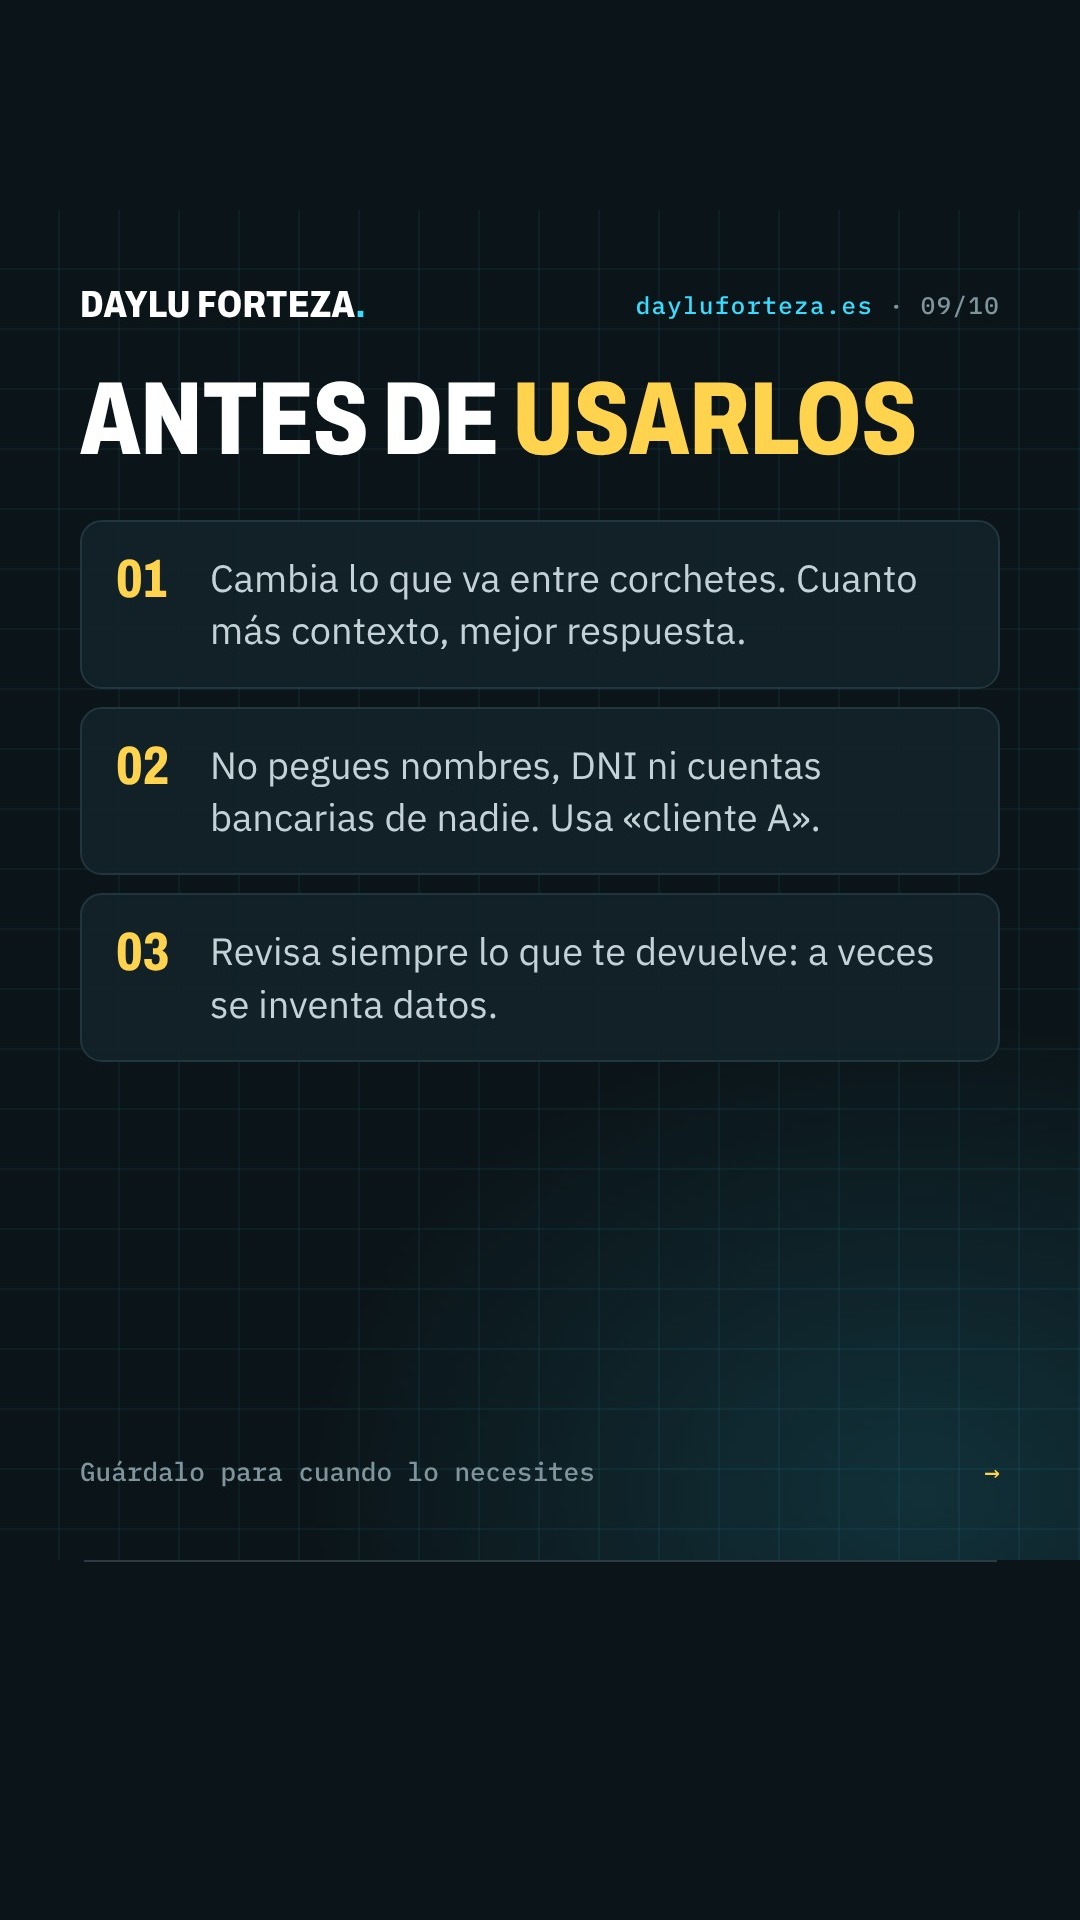 DAYLU FORTEZA.
dayluforteza.es · 09/10
ANTES DE USARLOS
01 Cambia lo que va entre corchetes. Cuanto
más contexto, mejor respuesta.
02 No pegues nombres, DNI ni cuentas
bancarias de nadie. Usa «cliente A».
03 Revisa siempre lo que te devuelve: a veces
se inventa datos.
Guárdalo para cuando lo necesites →